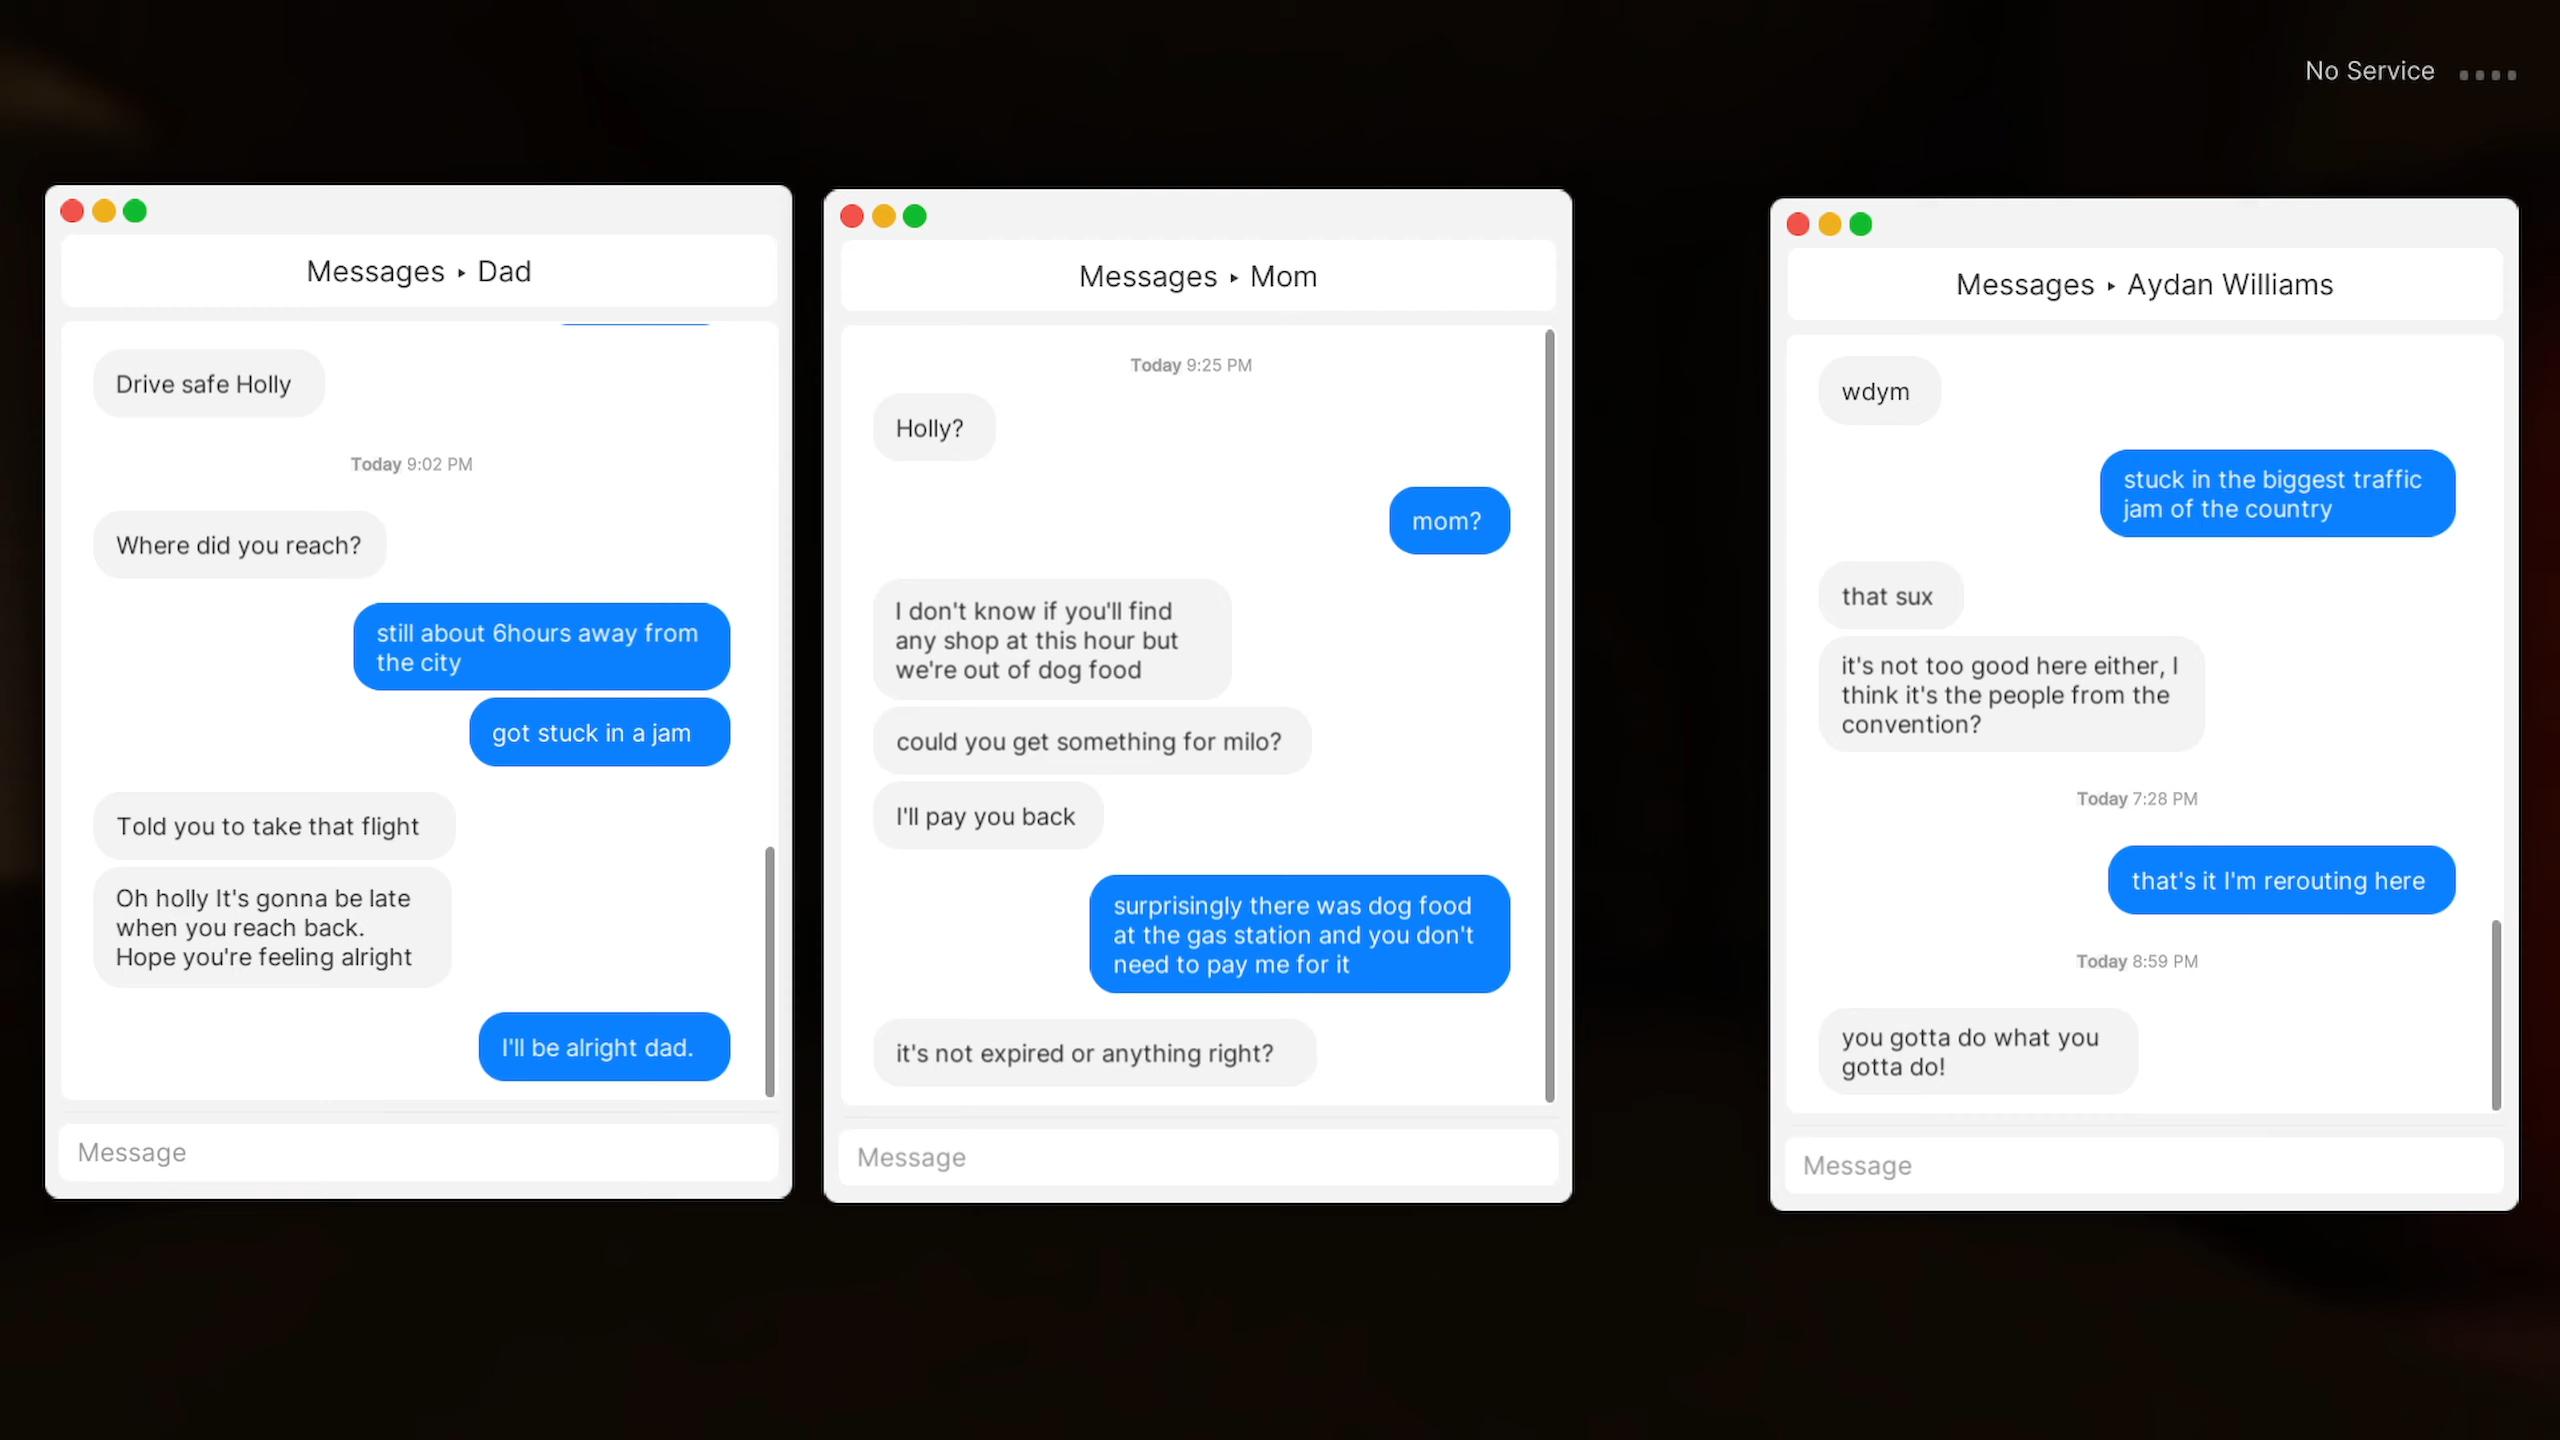 No Service
Messages ▸ Dad
Drive safe Holly
Today 9:02 PM
Where did you reach?
still about 6hours away from
the city
got stuck in a jam
Told you to take that flight
Oh holly It's gonna be late
when you reach back.
Hope you're feeling alright
I'll be alright dad.
Message
Messages ▸ Mom
Today 9:25 PM
Holly?
mom?
I don't know if you'll find
any shop at this hour but
we're out of dog food
could you get something for milo?
I'll pay you back
surprisingly there was dog food
at the gas station and you don't
need to pay me for it
it's not expired or anything right?
Message
Messages ▸ Aydan Williams
wdym
stuck in the biggest traffic
jam of the country
that sux
it's not too good here either, I
think it's the people from the
convention?
Today 7:28 PM
that's it I'm rerouting here
Today 8:59 PM
you gotta do what you
gotta do!
Message